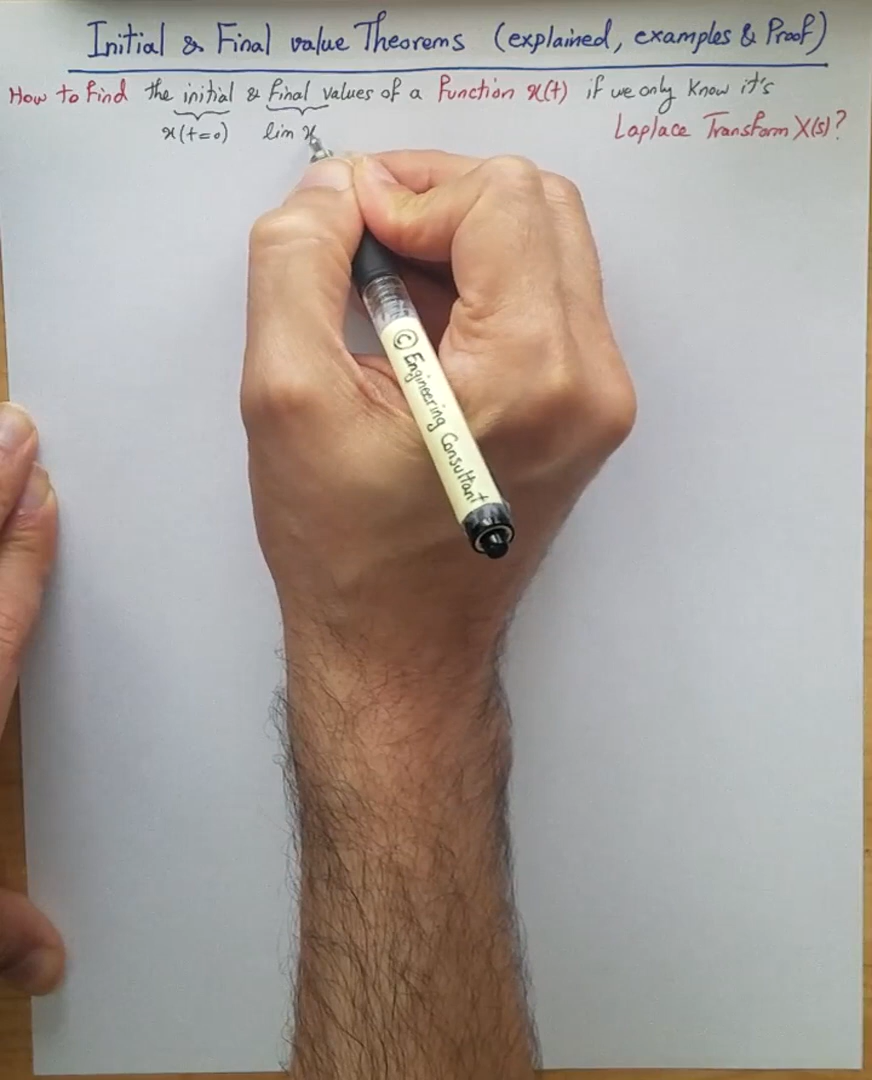 Initial & Final value Theorems (explained, examples & Proof)
How to find the initial & final values of a function x(t) if we only know it's
Laplace Transform X(s)?
x(t=0) lim x
© Engineering Consultant